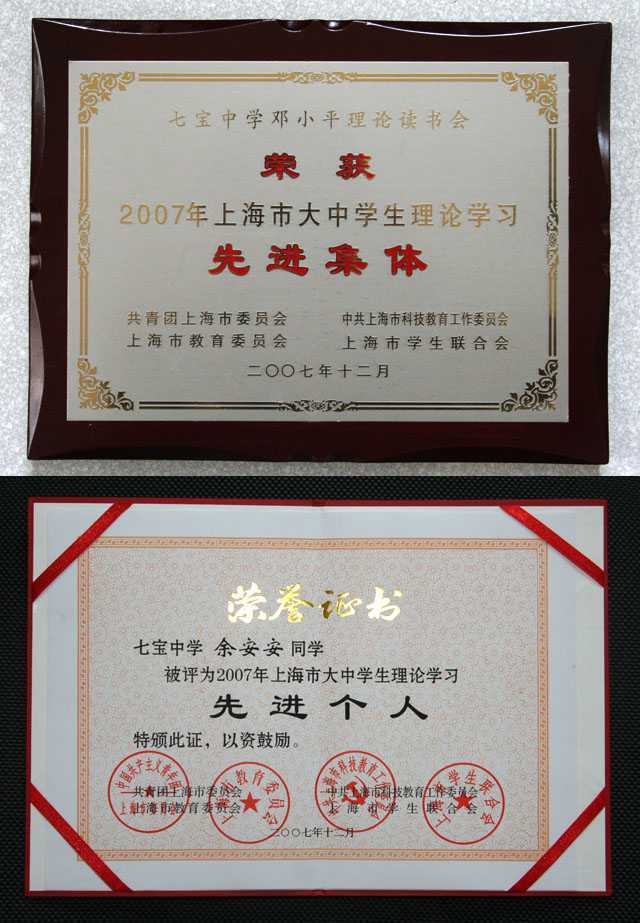 七宝中学邓小平理论读书会
荣获
2007年上海市大中学生理论学习
先进集体
共青团上海市委员会 中共上海市科技教育工作委员会
上海市教育委员会 上海市学生联合会
二〇〇七年十二月
荣誉证书
七宝中学 余安安 同学
被评为2007年上海市大中学生理论学习
先进个人
特颁此证，以资鼓励。
共青团上海市委员会 中共上海市科技教育工作委员会
上海市教育委员会 上海市学生联合会
二〇〇七年十二月